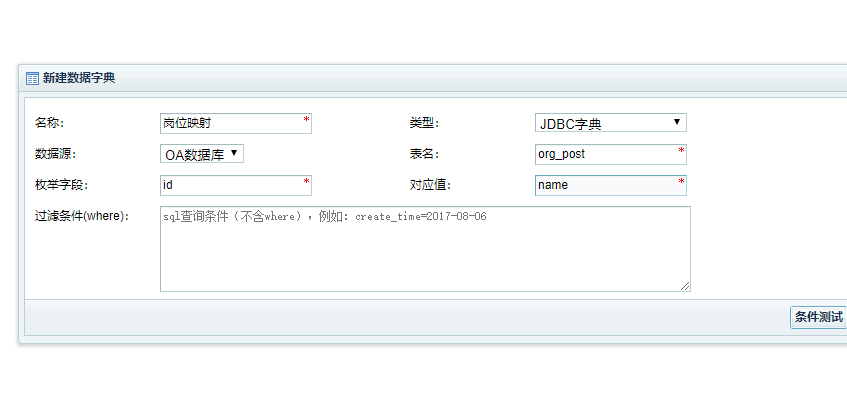 新建数据字典
名称: 岗位映射 * 类型: JDBC字典
数据源: OA数据库 表名: org_post *
枚举字段: id * 对应值: name *
过滤条件(where): sql查询条件（不含where），例如：create_time=2017-08-06
条件测试